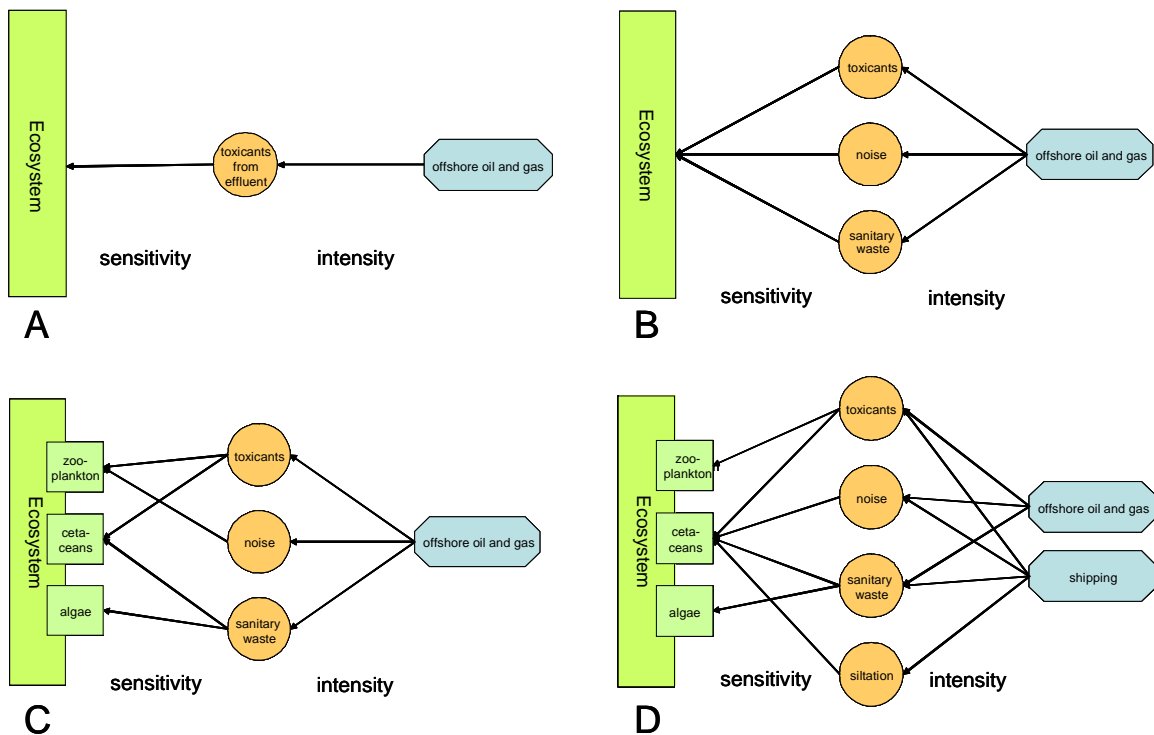 Ecosystem
toxicants
from
effluent
offshore oil and gas
sensitivity
intensity
A
Ecosystem
toxicants
noise
sanitary
waste
offshore oil and gas
sensitivity
intensity
B
Ecosystem
zoo-
plankton
ceta-
ceans
algae
toxicants
noise
sanitary
waste
offshore oil and gas
sensitivity
intensity
C
Ecosystem
zoo-
plankton
ceta-
ceans
algae
toxicants
noise
sanitary
waste
siltation
offshore oil and gas
shipping
sensitivity
intensity
D